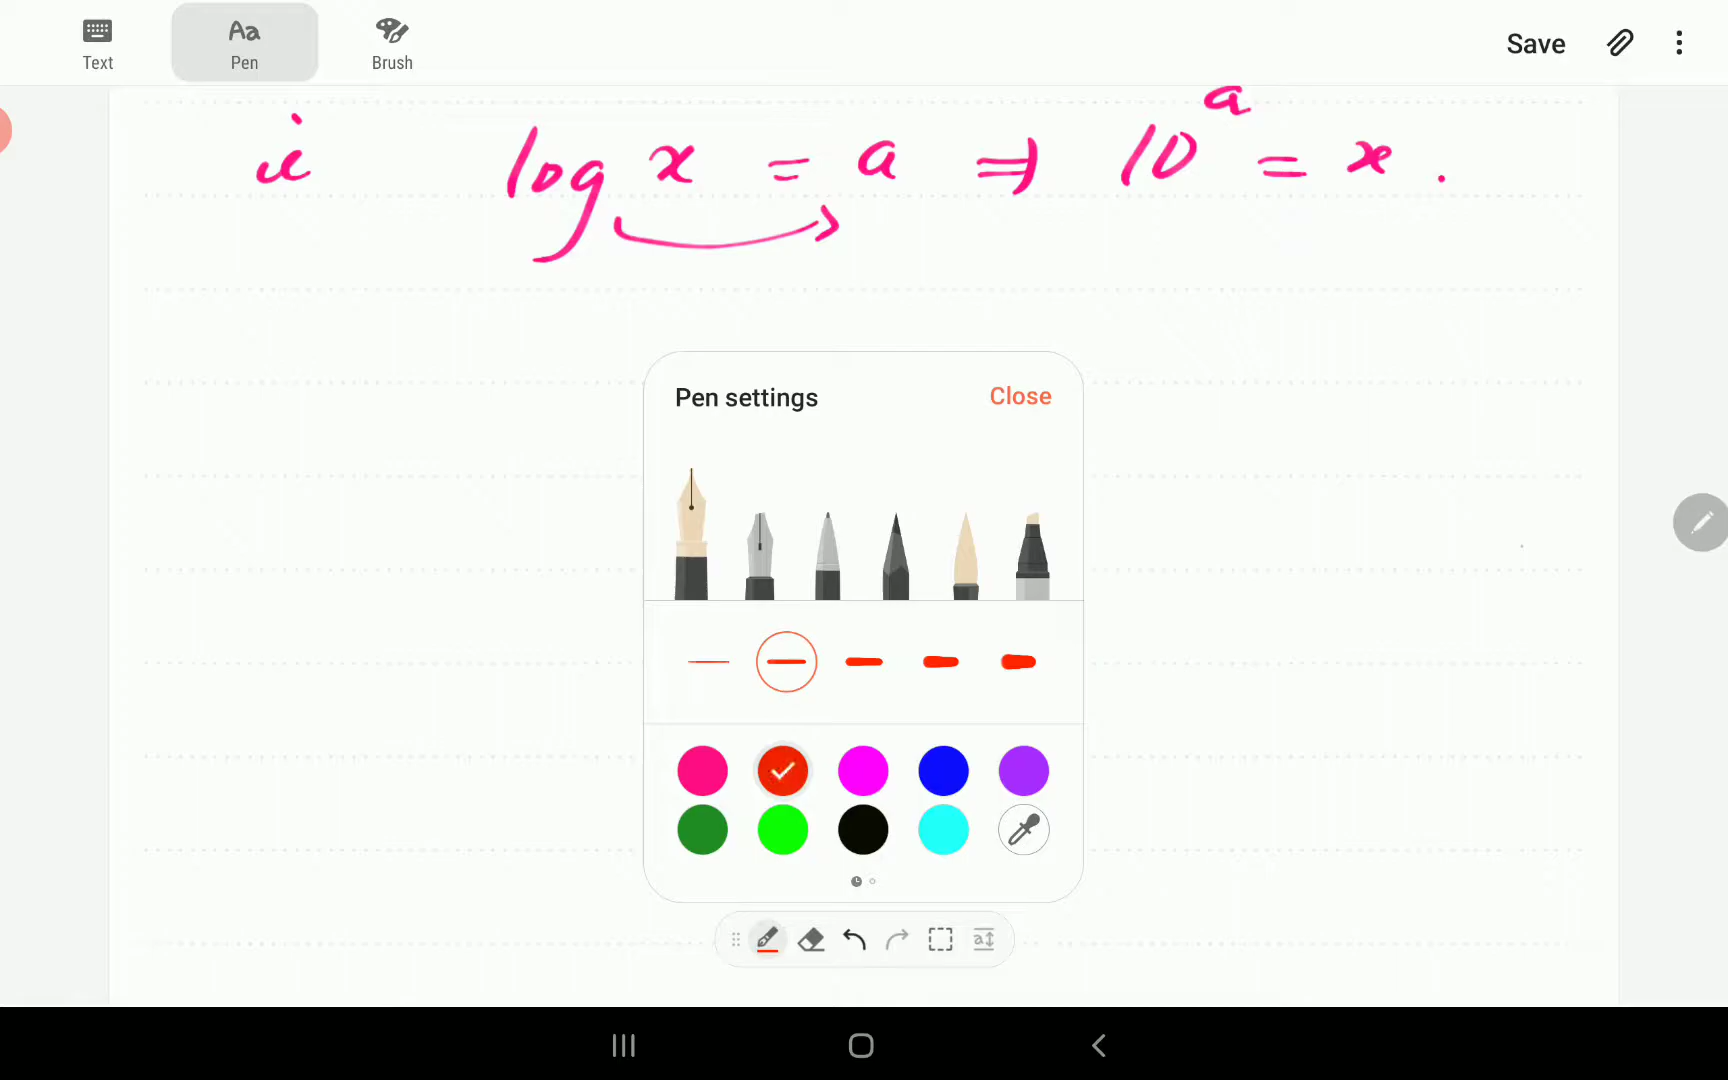 Text Pen Brush Save
ie log x = a ⇒ 10^a = x .
Pen settings Close